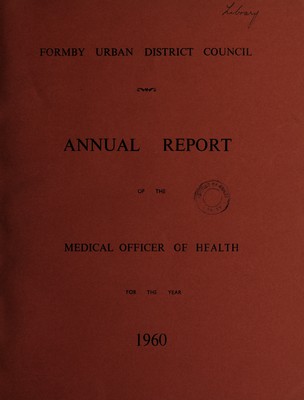 Library
FORMBY URBAN DISTRICT COUNCIL
ANNUAL REPORT
OF THE
MEDICAL OFFICER OF HEALTH
FOR THE YEAR
1960